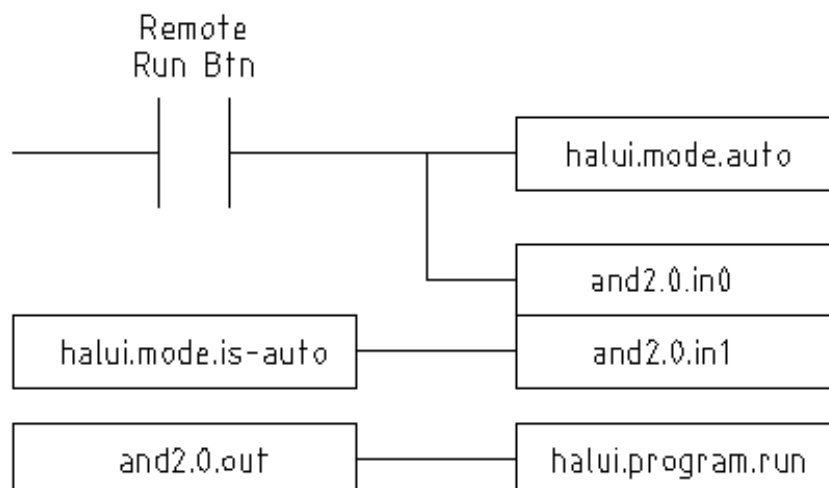 Remote
Run Btn
halui.mode.auto
and2.0.in0
halui.mode.is-auto
and2.0.in1
and2.0.out
halui.program.run